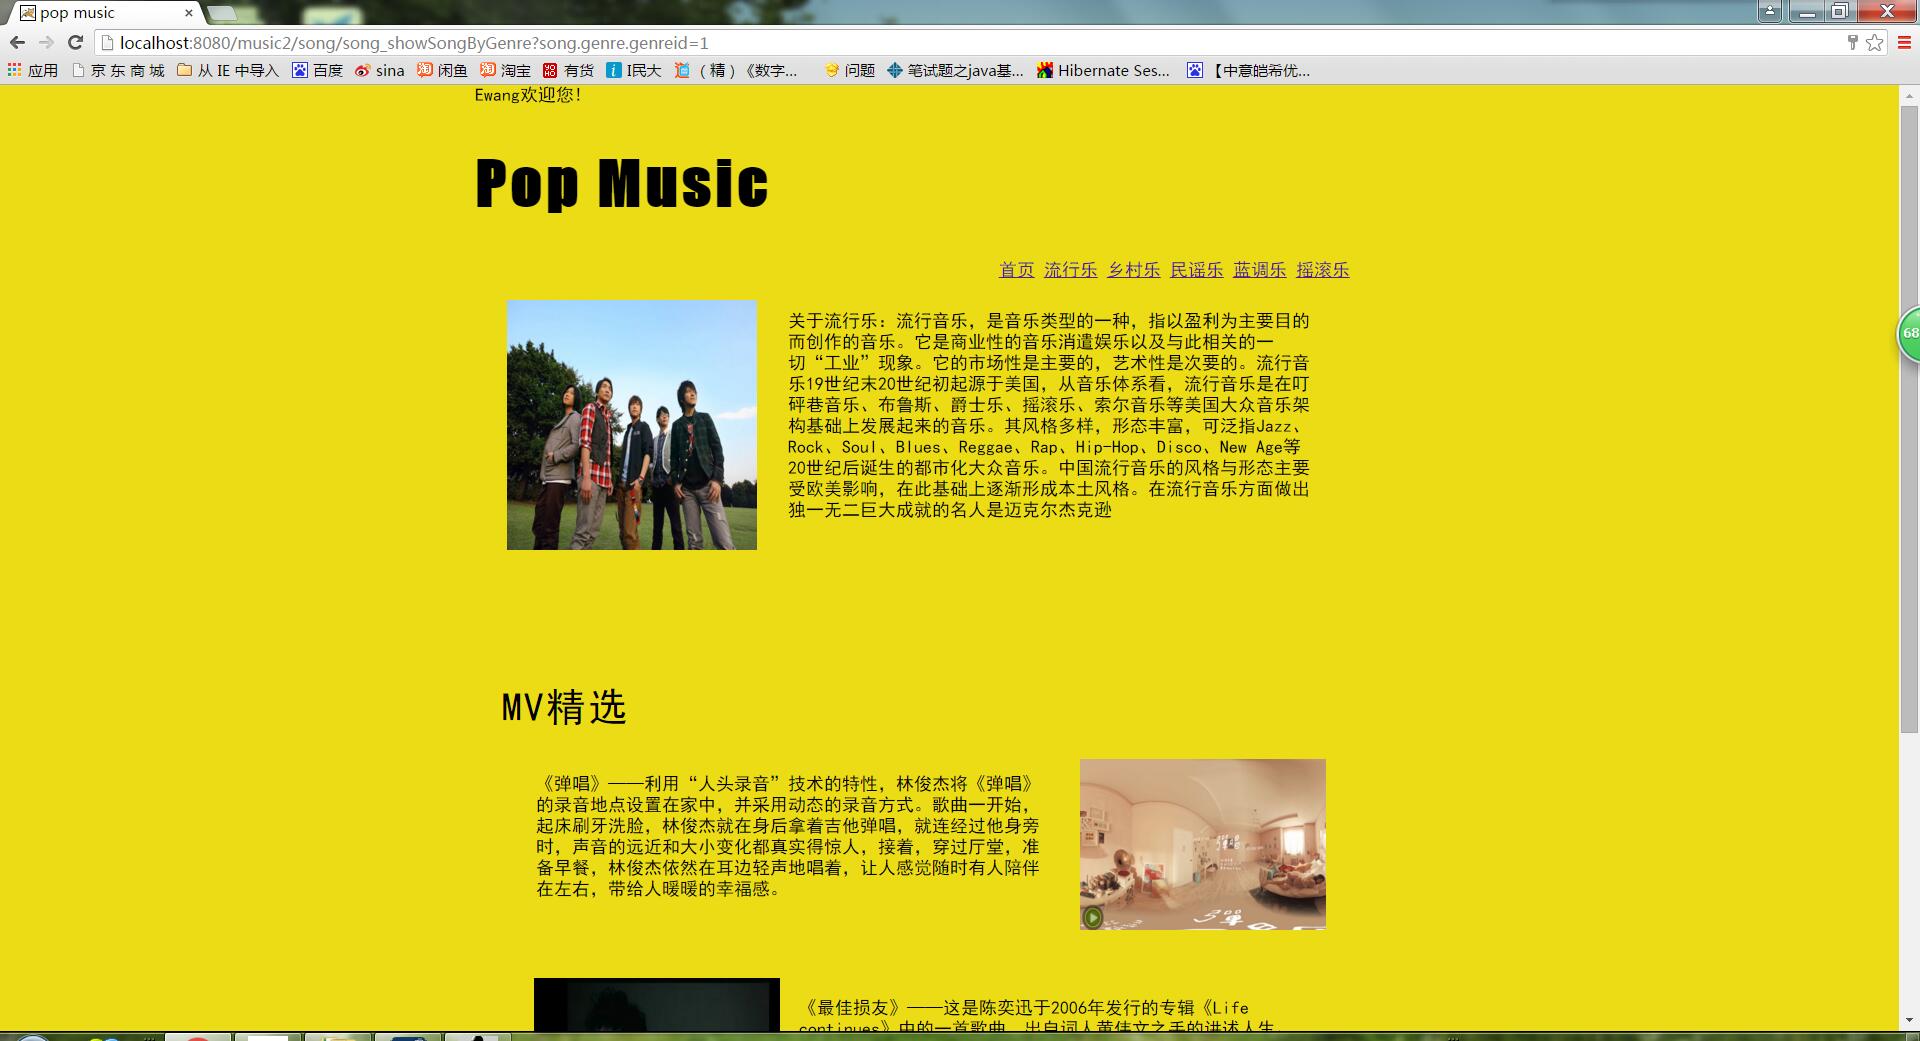 pop music
localhost:8080/music2/song/song_showSongByGenre?song.genre.genreid=1
应用 京东商城 从 IE 中导入 百度 sina 闲鱼 淘宝 有货 I民大 （精）《数字... 问题 笔试题之java基... Hibernate Ses... 【中意皑希优...
Ewang欢迎您!
Pop Music
首页 流行乐 乡村乐 民谣乐 蓝调乐 摇滚乐
关于流行乐：流行音乐，是音乐类型的一种，指以盈利为主要目的
而创作的音乐。它是商业性的音乐消遣娱乐以及与此相关的一
切“工业”现象。它的市场性是主要的，艺术性是次要的。流行音
乐19世纪末20世纪初起源于美国，从音乐体系看，流行音乐是在叮
砰巷音乐、布鲁斯、爵士乐、摇滚乐、索尔音乐等美国大众音乐架
构基础上发展起来的音乐。其风格多样，形态丰富，可泛指Jazz、
Rock、Soul、Blues、Reggae、Rap、Hip-Hop、Disco、New Age等
20世纪后诞生的都市化大众音乐。中国流行音乐的风格与形态主要
受欧美影响，在此基础上逐渐形成本土风格。在流行音乐方面做出
独一无二巨大成就的名人是迈克尔杰克逊
68
MV精选
《弹唱》——利用“人头录音”技术的特性，林俊杰将《弹唱》
的录音地点设置在家中，并采用动态的录音方式。歌曲一开始，
起床刷牙洗脸，林俊杰就在身后拿着吉他弹唱，就连经过他身旁
时，声音的远近和大小变化都真实得惊人，接着，穿过厅堂，准
备早餐，林俊杰依然在耳边轻声地唱着，让人感觉随时有人陪伴
在左右，带给人暖暖的幸福感。
《最佳损友》——这是陈奕迅于2006年发行的专辑《Life
continues》中的一首歌曲，出自词人黄伟文之手的讲述人生、